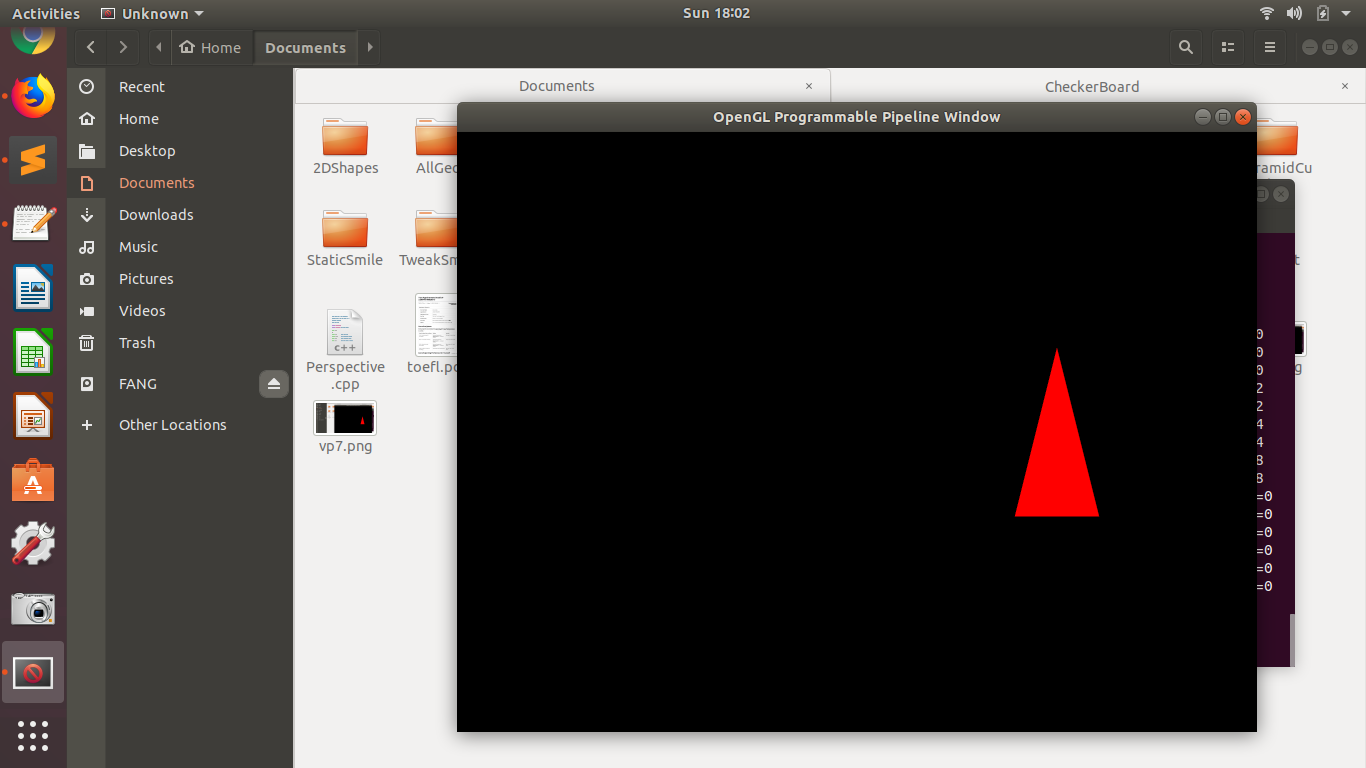 Activities
Unknown
Sun 18:02
Home
Documents
Recent
Home
Desktop
Documents
Downloads
Music
Pictures
Videos
Trash
FANG
Other Locations
Documents
CheckerBoard
OpenGL Programmable Pipeline Window
2DShapes
AllGeo
ramidCu
StaticSmile
TweakSm
t
Perspective
.cpp
c++
toefl.po
g
vp7.png
0
0
0
2
2
4
4
8
8
=0
=0
=0
=0
=0
=0